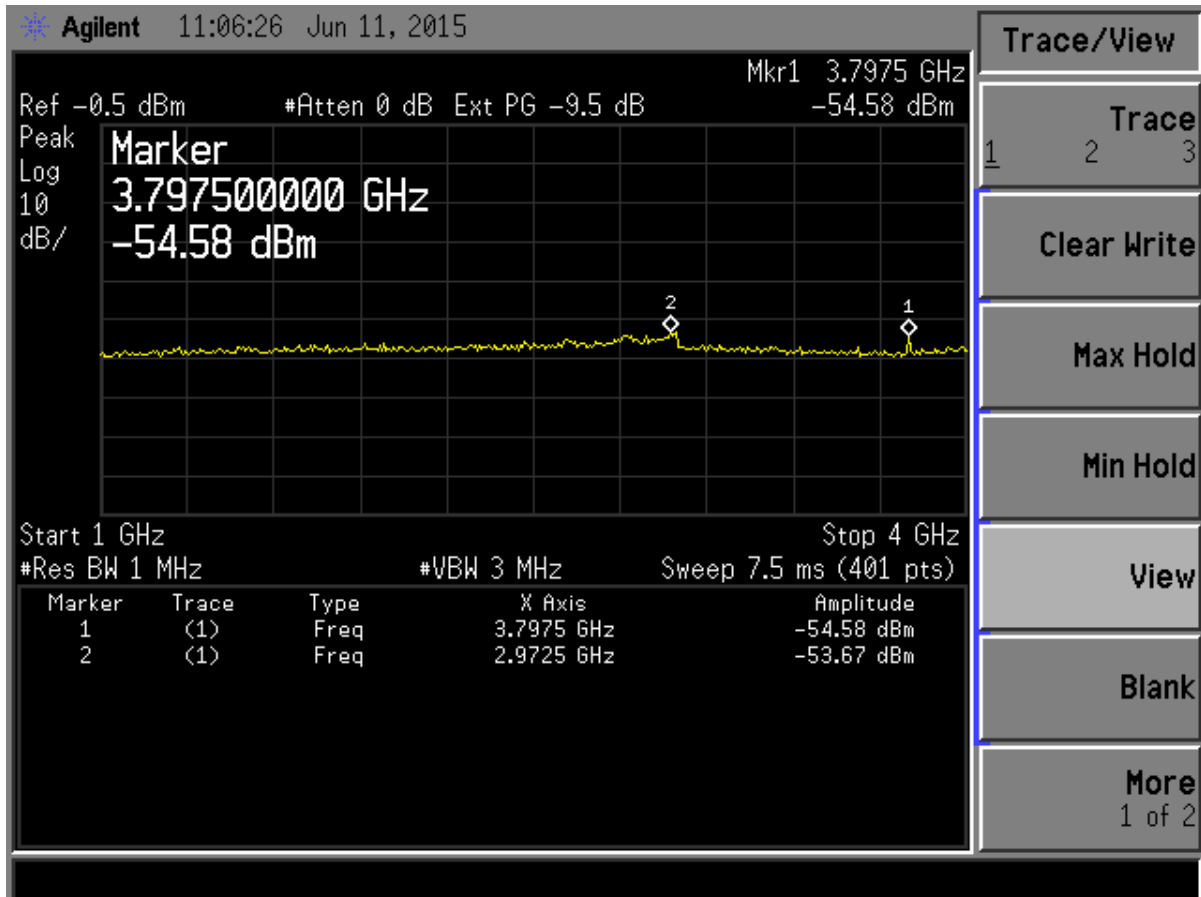 Agilent 11:06:26 Jun 11, 2015
Trace/View
Mkr1 3.7975 GHz
Ref -0.5 dBm #Atten 0 dB Ext PG -9.5 dB -54.58 dBm
Peak
Log
10
dB/
Marker
3.797500000 GHz
-54.58 dBm
2
1
Start 1 GHz Stop 4 GHz
#Res BW 1 MHz #VBW 3 MHz Sweep 7.5 ms (401 pts)
Marker Trace Type X Axis Amplitude
1 (1) Freq 3.7975 GHz -54.58 dBm
2 (1) Freq 2.9725 GHz -53.67 dBm
Trace
1 2 3
Clear Write
Max Hold
Min Hold
View
Blank
More
1 of 2